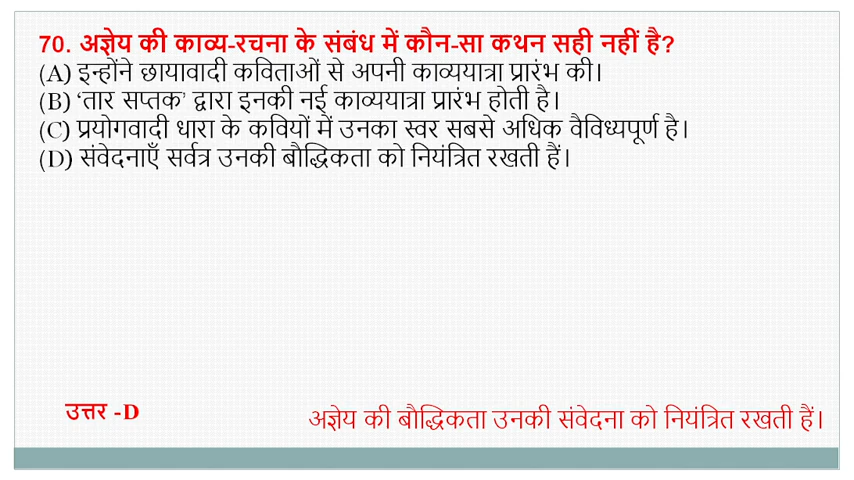 70. अज्ञेय की काव्य-रचना के संबंध में कौन-सा कथन सही नहीं है?
(A) इन्होंने छायावादी कविताओं से अपनी काव्ययात्रा प्रारंभ की।
(B) ‘तार सप्तक’ द्वारा इनकी नई काव्ययात्रा प्रारंभ होती है।
(C) प्रयोगवादी धारा के कवियों में उनका स्वर सबसे अधिक वैविध्यपूर्ण है।
(D) संवेदनाएँ सर्वत्र उनकी बौद्धिकता को नियंत्रित रखती हैं।
उत्तर -D
अज्ञेय की बौद्धिकता उनकी संवेदना को नियंत्रित रखती हैं।